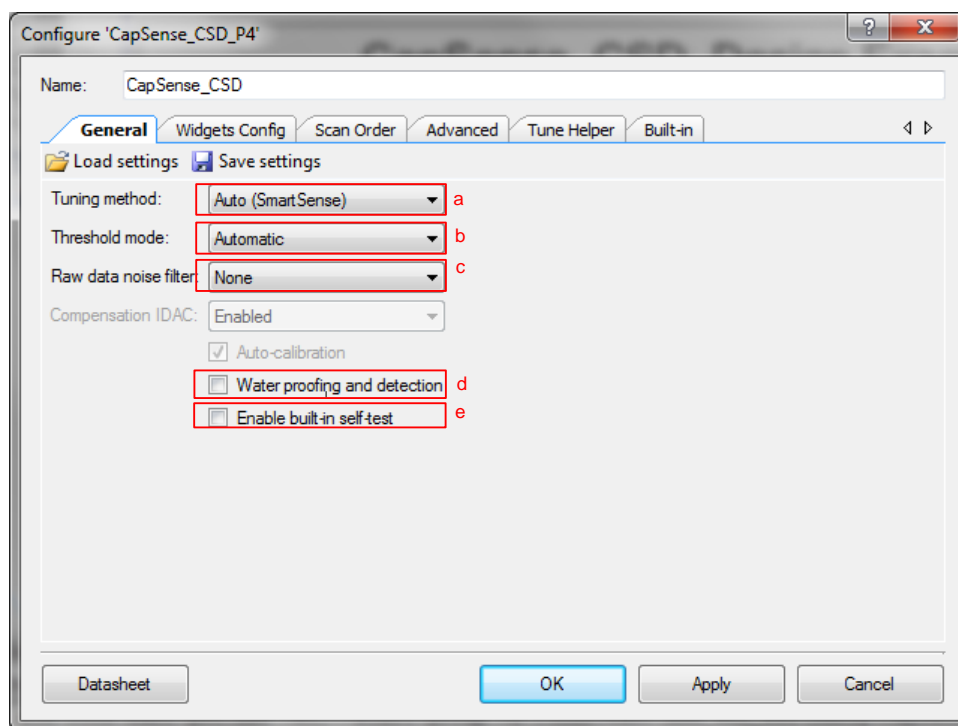 Configure 'CapSense_CSD_P4'
?
Name: CapSense_CSD
General Widgets Config Scan Order Advanced Tune Helper Built-in
Load settings Save settings
Tuning method: Auto (SmartSense) a
Threshold mode: Automatic b
Raw data noise filter: None c
Compensation IDAC: Enabled
Auto-calibration
Water proofing and detection d
Enable built-in self-test e
Datasheet OK Apply Cancel